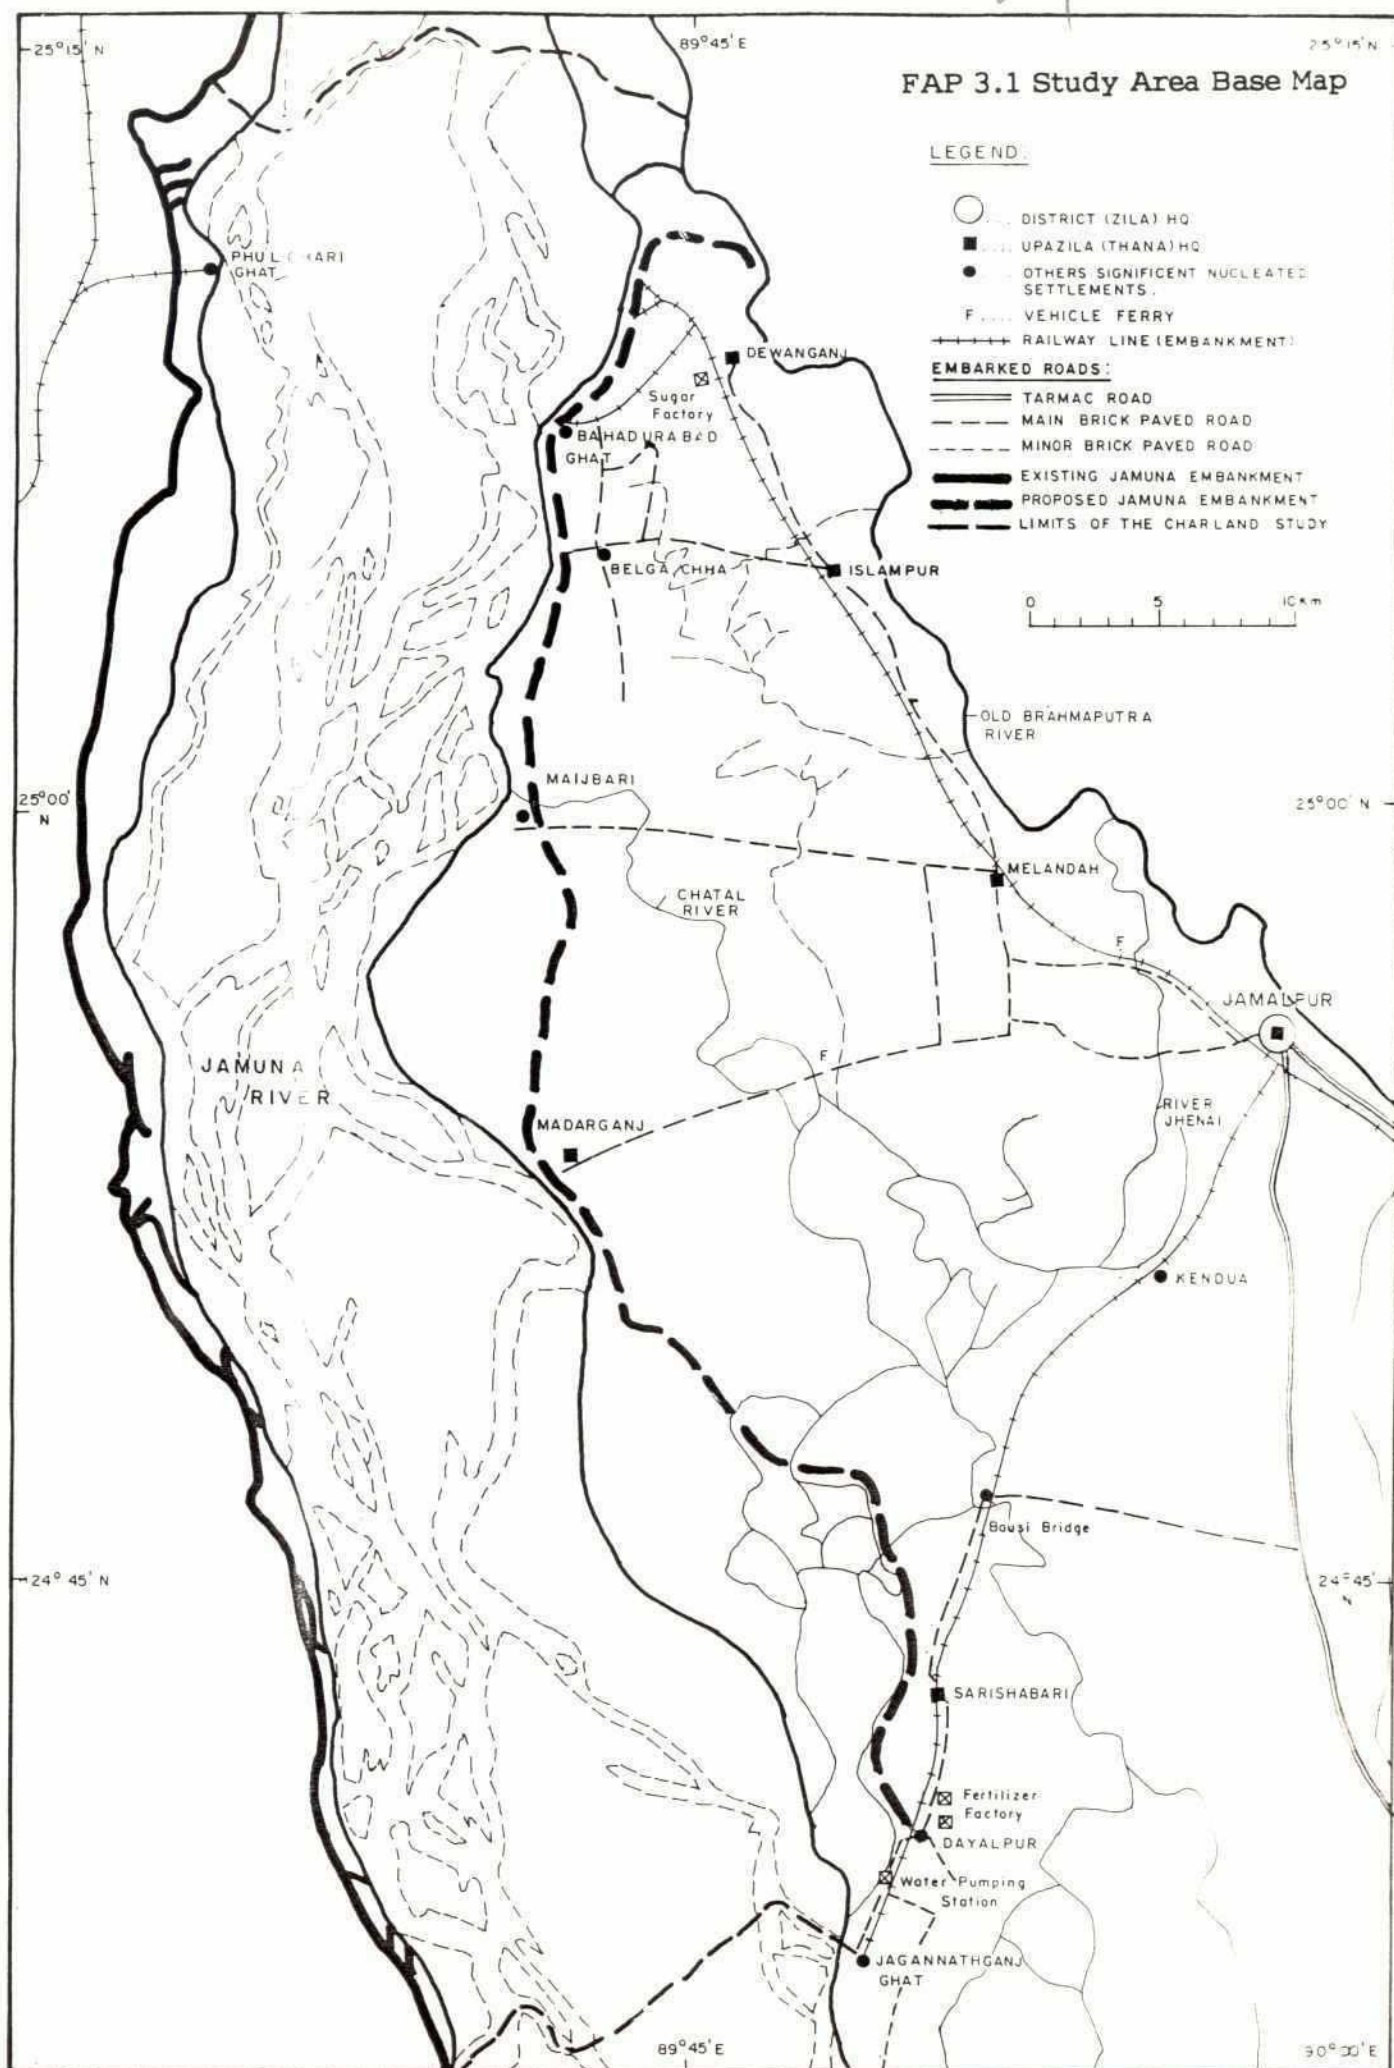 25°15' N
89°45' E
25°15' N
FAP 3.1 Study Area Base Map
LEGEND.
DISTRICT (ZILA) HQ
UPAZILA (THANA) HQ
OTHERS SIGNIFICENT NUCLEATED
SETTLEMENTS.
F .... VEHICLE FERRY
RAILWAY LINE (EMBANKMENT)
EMBARKED ROADS:
TARMAC ROAD
MAIN BRICK PAVED ROAD
MINOR BRICK PAVED ROAD
EXISTING JAMUNA EMBANKMENT
PROPOSED JAMUNA EMBANKMENT
LIMITS OF THE CHARLAND STUDY
0 5 10 Km
GHAT
DEWANGANJ
Sugar
Factory
BAHADURABAD
GHAT
BELGACHHA
ISLAMPUR
OLD BRAHMAPUTRA
RIVER
MAIJBARI
25°00'
N
25°00' N
MELANDAH
CHATAL
RIVER
F
JAMALPUR
F
JAMUNA
RIVER
RIVER
JHENAI
MADARGANJ
KENDUA
Bausi Bridge
24° 45' N
24° 45'
N
SARISHABARI
Fertilizer
Factory
DAYALPUR
Water Pumping
Station
JAGANNATHGANJ
GHAT
89°45' E
90°00' E